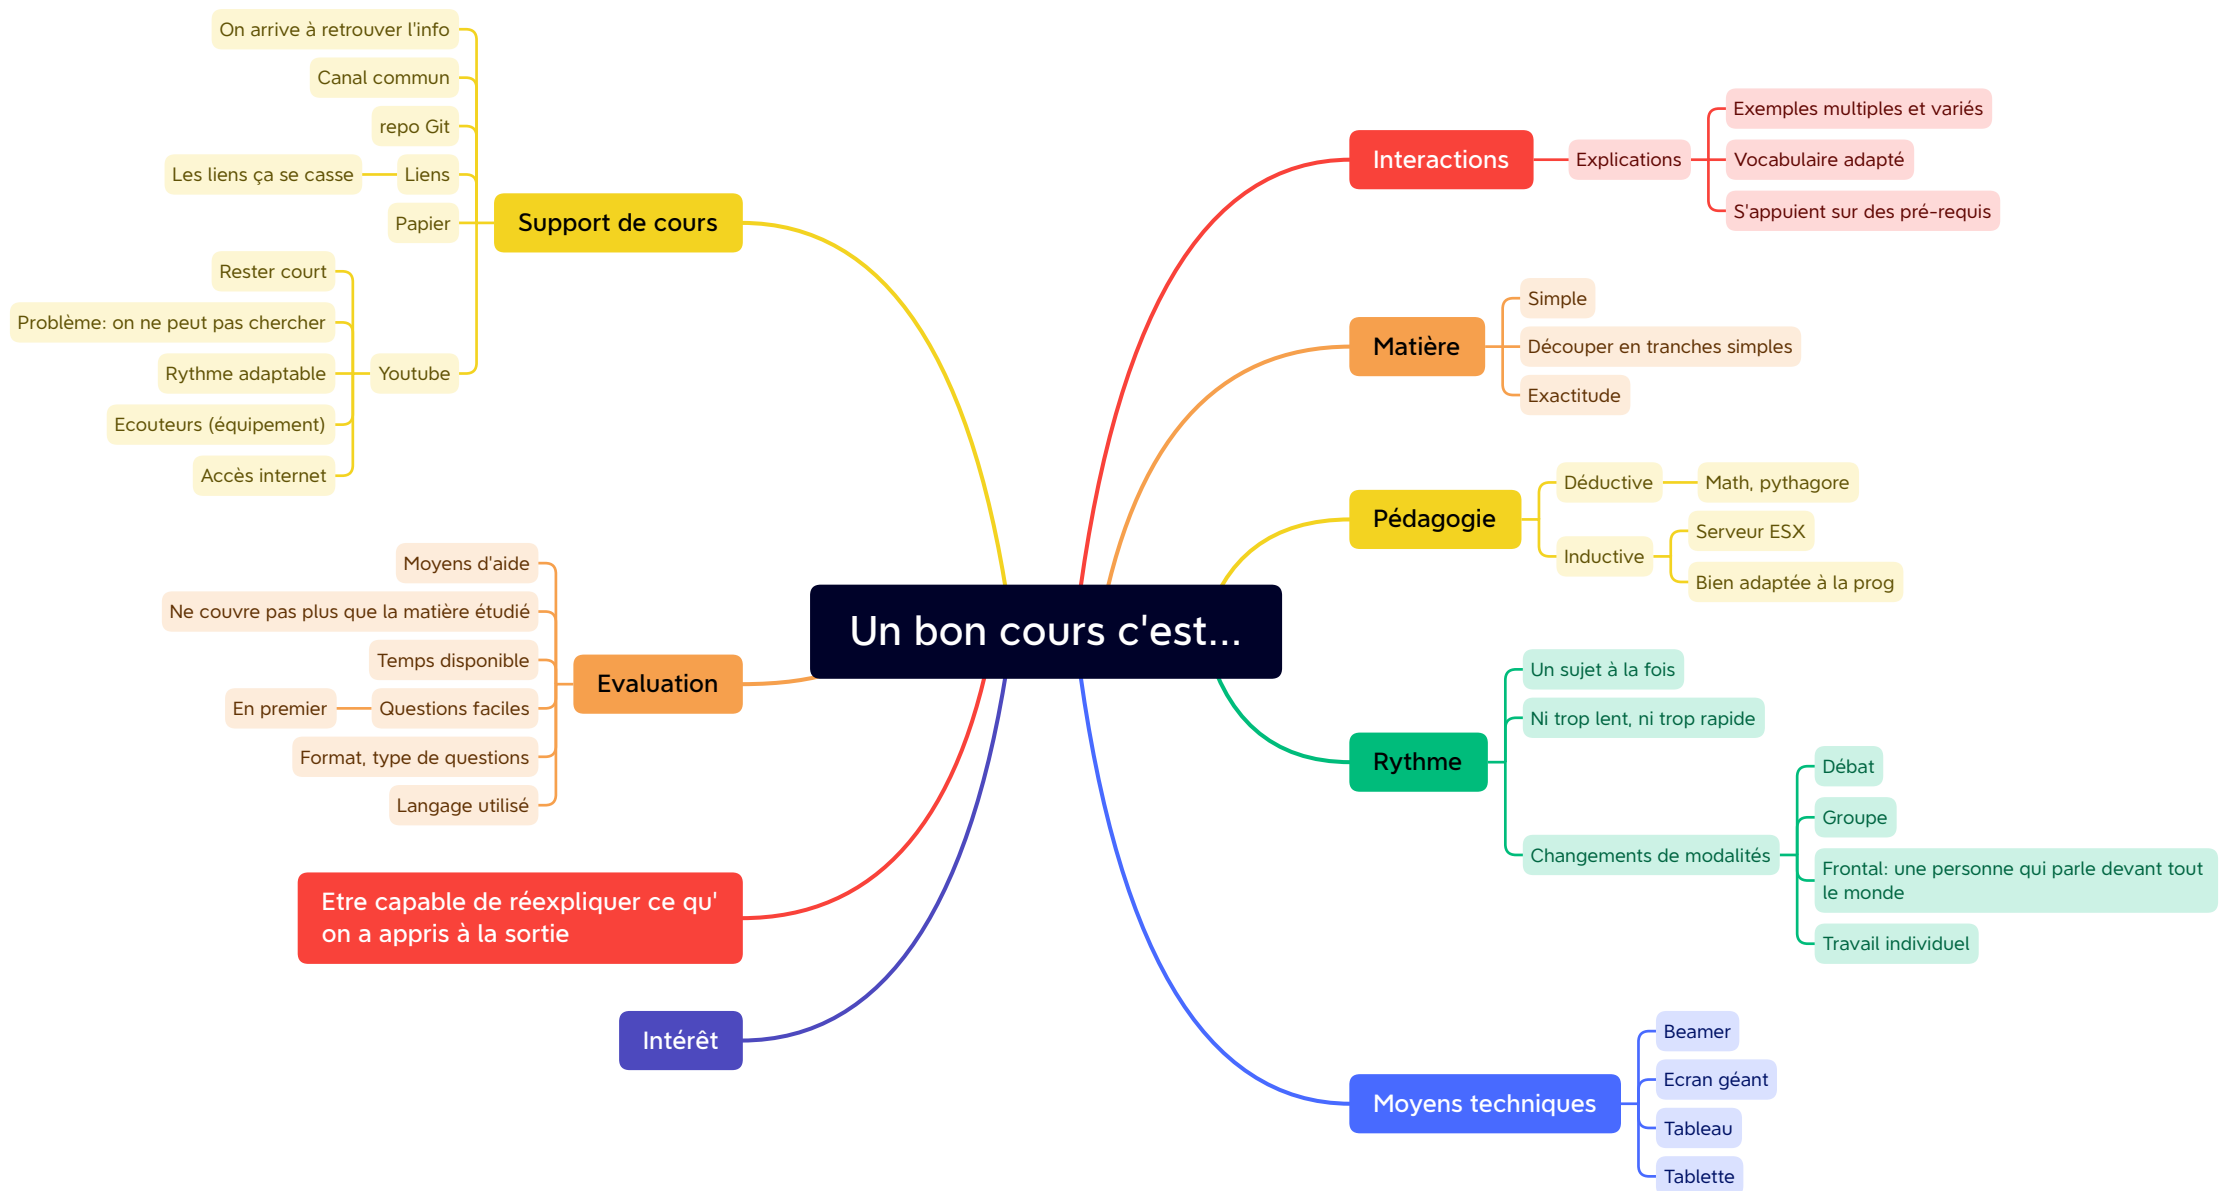 Un bon cours c'est...
Interactions
Explications
Exemples multiples et variés
Vocabulaire adapté
S'appuient sur des pré-requis
Matière
Simple
Découper en tranches simples
Exactitude
Pédagogie
Déductive
Math, pythagore
Inductive
Serveur ESX
Bien adaptée à la prog
Rythme
Un sujet à la fois
Ni trop lent, ni trop rapide
Changements de modalités
Débat
Groupe
Frontal: une personne qui parle devant tout
le monde
Travail individuel
Moyens techniques
Beamer
Ecran géant
Tableau
Tablette
Support de cours
On arrive à retrouver l'info
Canal commun
repo Git
Liens
Les liens ça se casse
Papier
Youtube
Rester court
Problème: on ne peut pas chercher
Rythme adaptable
Ecouteurs (équipement)
Accès internet
Evaluation
Moyens d'aide
Ne couvre pas plus que la matière étudié
Temps disponible
Questions faciles
En premier
Format, type de questions
Langage utilisé
Etre capable de réexpliquer ce qu'
on a appris à la sortie
Intérêt